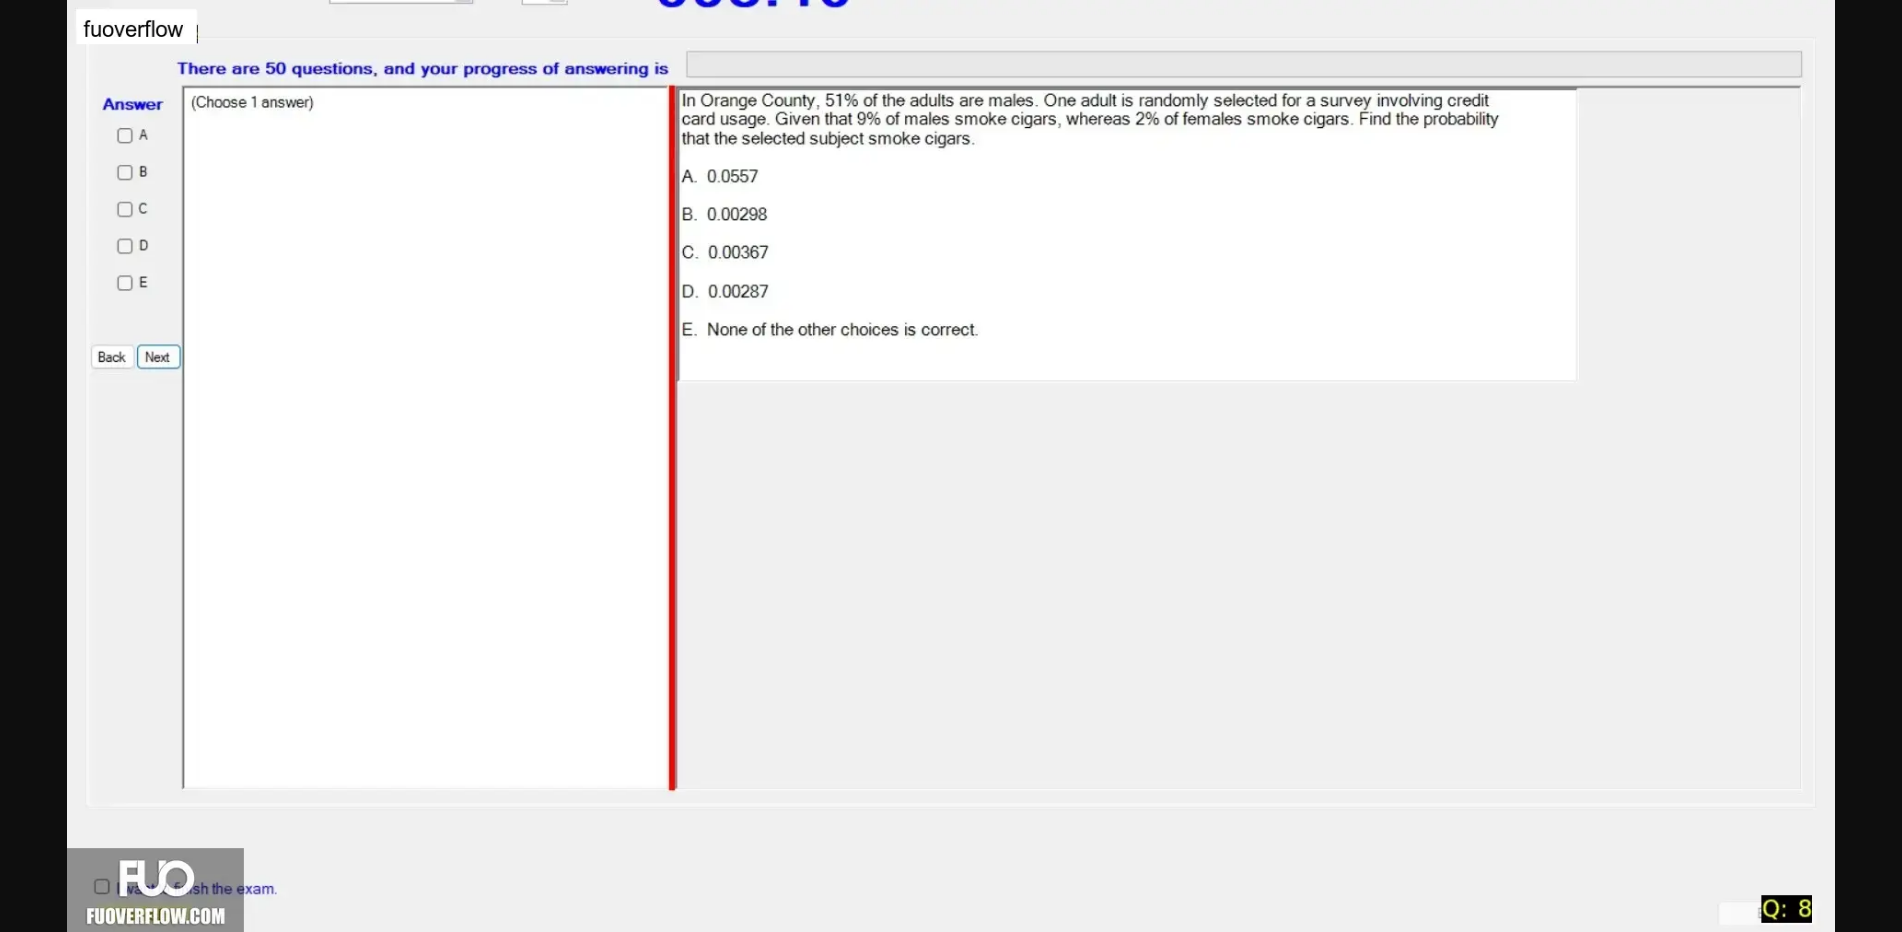 fuoverflow
There are 50 questions, and your progress of answering is
Answer
(Choose 1 answer)
A
B
C
D
E
Back Next
In Orange County, 51% of the adults are males. One adult is randomly selected for a survey involving credit
card usage. Given that 9% of males smoke cigars, whereas 2% of females smoke cigars. Find the probability
that the selected subject smoke cigars.
A. 0.0557
B. 0.00298
C. 0.00367
D. 0.00287
E. None of the other choices is correct.
FUO
the exam.
FUOVERFLOW.COM
Q: 8